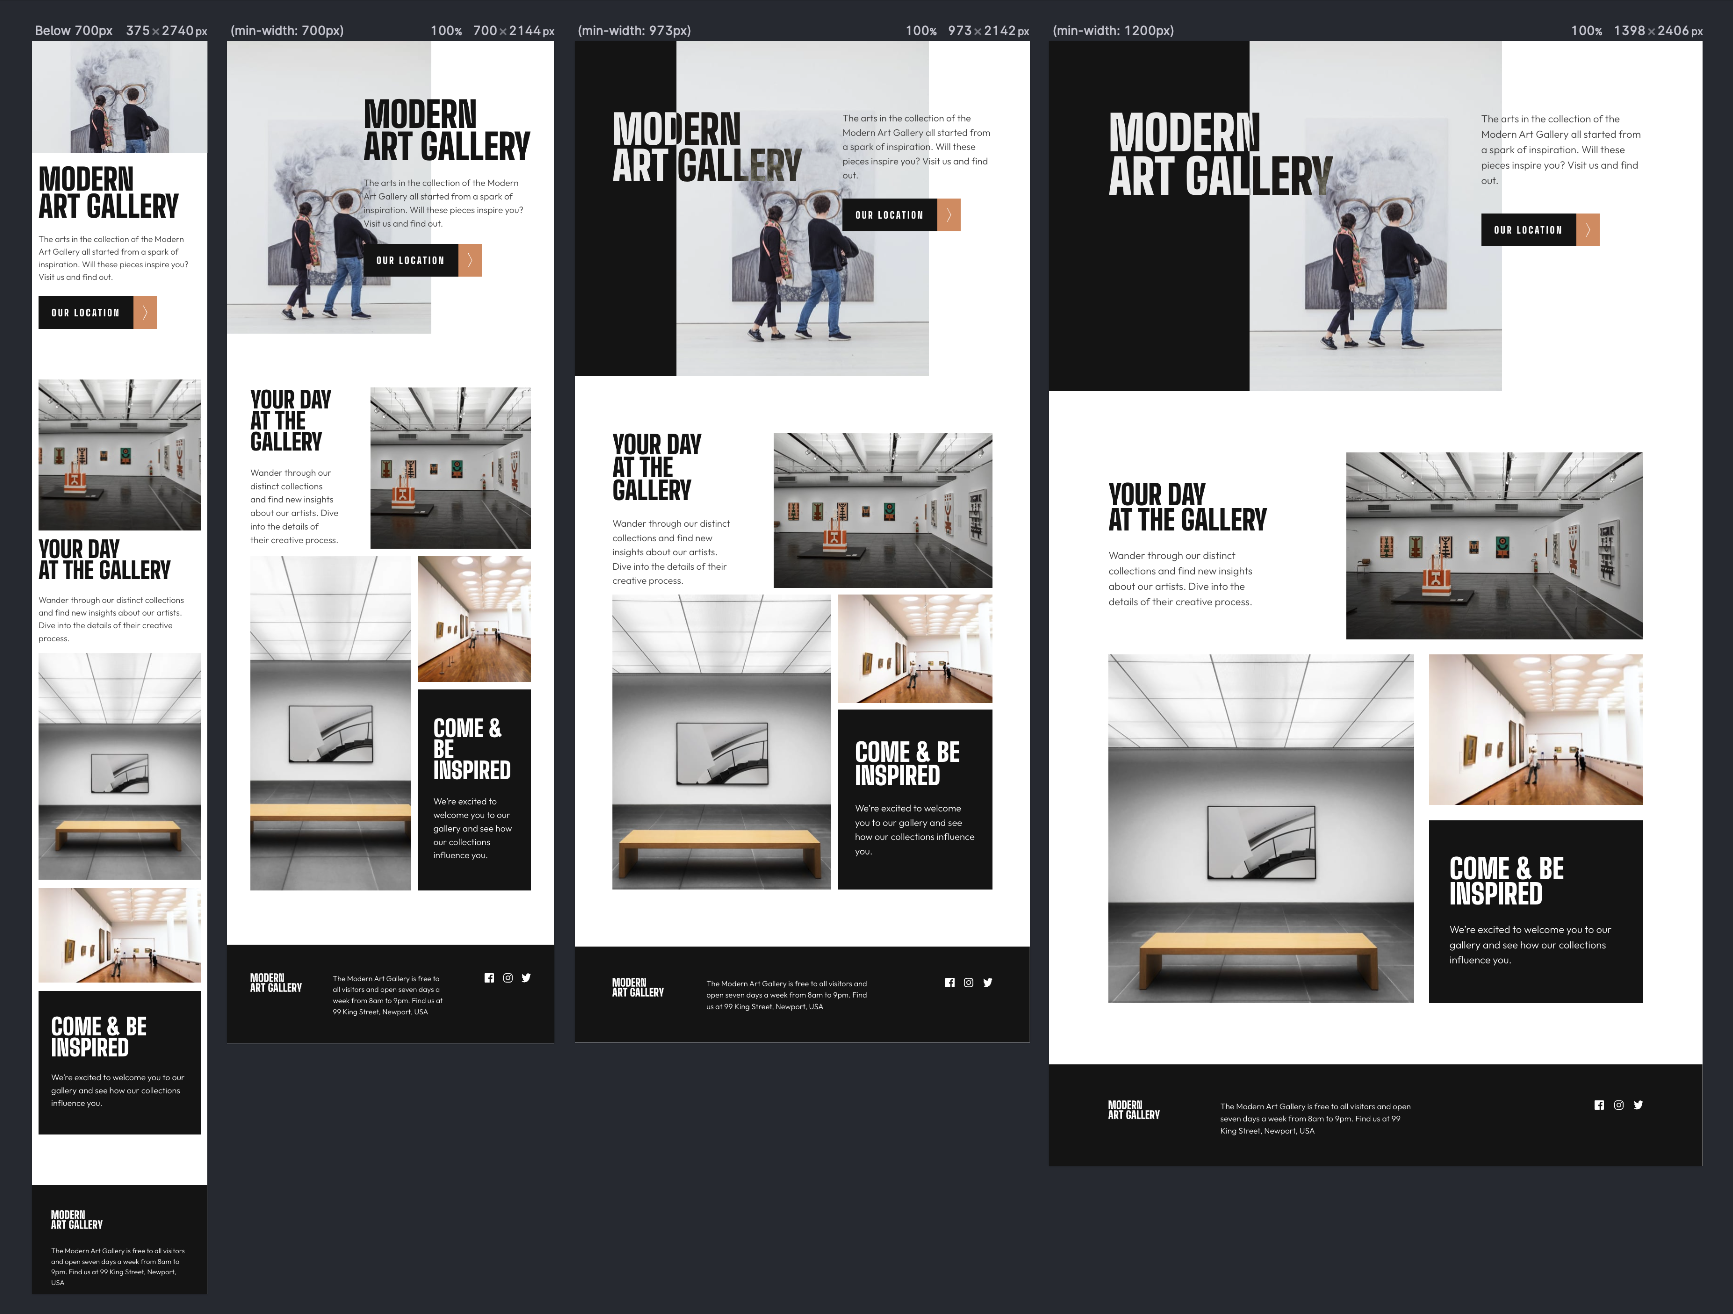 Below 700px 375×2740px
MODERN
ART GALLERY
The arts in the collection of the Modern
Art Gallery all started from a spark of
inspiration. Will these pieces inspire you?
Visit us and find out.
OUR LOCATION
YOUR DAY
AT THE GALLERY
Wander through our distinct collections
and find new insights about our artists.
Dive into the details of their creative
process.
COME & BE
INSPIRED
We're excited to welcome you to our
gallery and see how our collections
influence you.
MODERN
ART GALLERY
The Modern Art Gallery is free to all visitors
and open seven days a week from 8am to
9pm. Find us at 99 King Street, Newport,
USA
(min-width: 700px) 100% 700×2144px
MODERN
ART GALLERY
The arts in the collection of the Modern
Art Gallery all started from a spark of
inspiration. Will these pieces inspire you?
Visit us and find out.
OUR LOCATION
YOUR DAY
AT THE
GALLERY
Wander through our
distinct collections
and find new insights
about our artists. Dive
into the details of
their creative process.
COME &
BE
INSPIRED
We're excited to
welcome you to our
gallery and see how
our collections
influence you.
MODERN
ART GALLERY
The Modern Art Gallery is free to
all visitors and open seven days a
week from 8am to 9pm. Find us at
99 King Street, Newport, USA
(min-width: 973px) 100% 973×2142px
MODERN
ART GALLERY
The arts in the collection of the
Modern Art Gallery all started from
a spark of inspiration. Will these
pieces inspire you? Visit us and find
out.
OUR LOCATION
YOUR DAY
AT THE
GALLERY
Wander through our distinct
collections and find new
insights about our artists.
Dive into the details of their
creative process.
COME & BE
INSPIRED
We're excited to welcome
you to our gallery and see
how our collections influence
you.
MODERN
ART GALLERY
The Modern Art Gallery is free to all visitors and
open seven days a week from 8am to 9pm. Find
us at 99 King Street, Newport, USA
(min-width: 1200px) 100% 1398×2406px
MODERN
ART GALLERY
The arts in the collection of the
Modern Art Gallery all started from
a spark of inspiration. Will these
pieces inspire you? Visit us and find
out.
OUR LOCATION
YOUR DAY
AT THE GALLERY
Wander through our distinct
collections and find new insights
about our artists. Dive into the
details of their creative process.
COME & BE
INSPIRED
We're excited to welcome you to our
gallery and see how our collections
influence you.
MODERN
ART GALLERY
The Modern Art Gallery is free to all visitors and open
seven days a week from 8am to 9pm. Find us at 99
King Street, Newport, USA